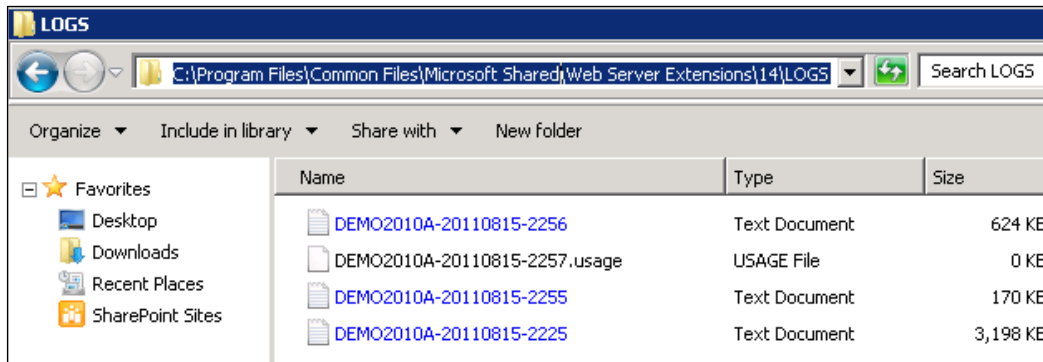 LOGS
C:\Program Files\Common Files\Microsoft Shared\Web Server Extensions\14\LOGS Search LOGS
Organize Include in library Share with New folder
Favorites
Desktop
Downloads
Recent Places
SharePoint Sites
Name Type Size
DEMO2010A-20110815-2256 Text Document 624 KB
DEMO2010A-20110815-2257.usage USAGE File 0 KB
DEMO2010A-20110815-2255 Text Document 170 KB
DEMO2010A-20110815-2225 Text Document 3,198 KB